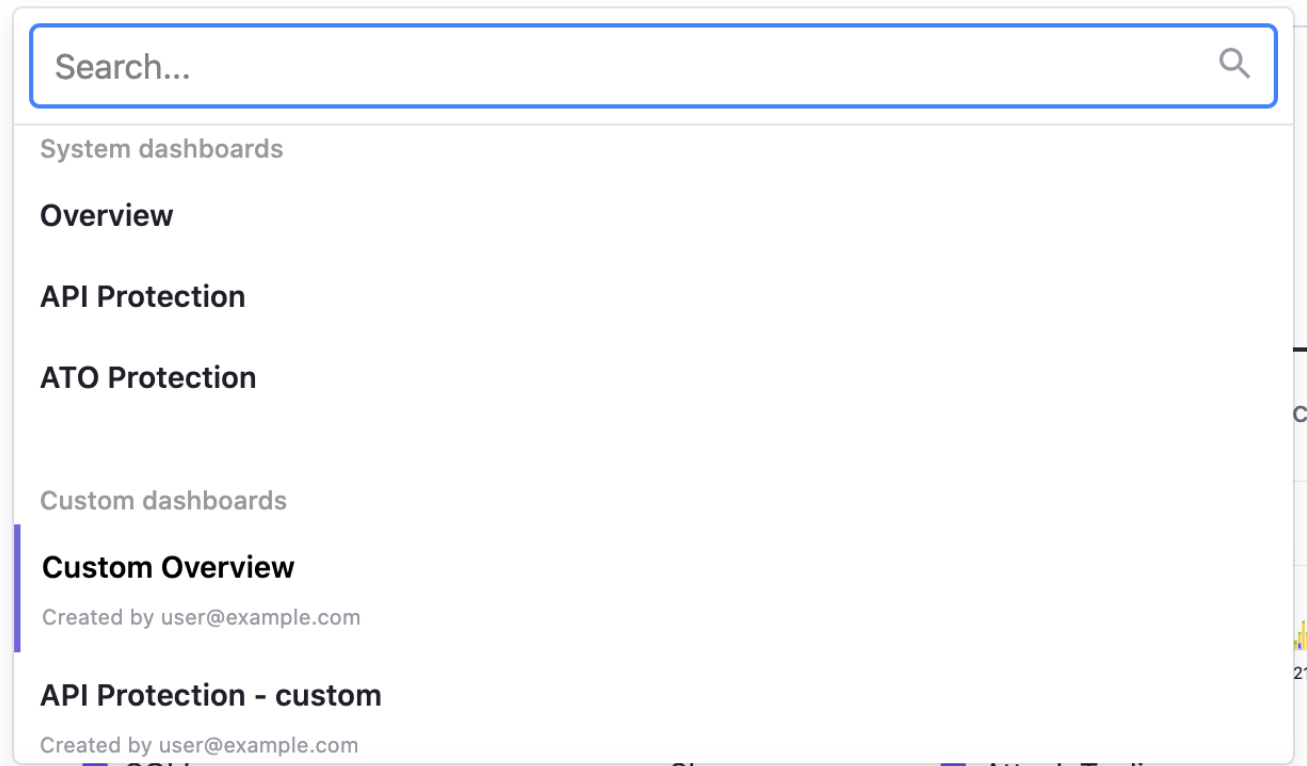 Search...
System dashboards
Overview
API Protection
ATO Protection
Custom dashboards
Custom Overview
Created by user@example.com
API Protection - custom
Created by user@example.com
21